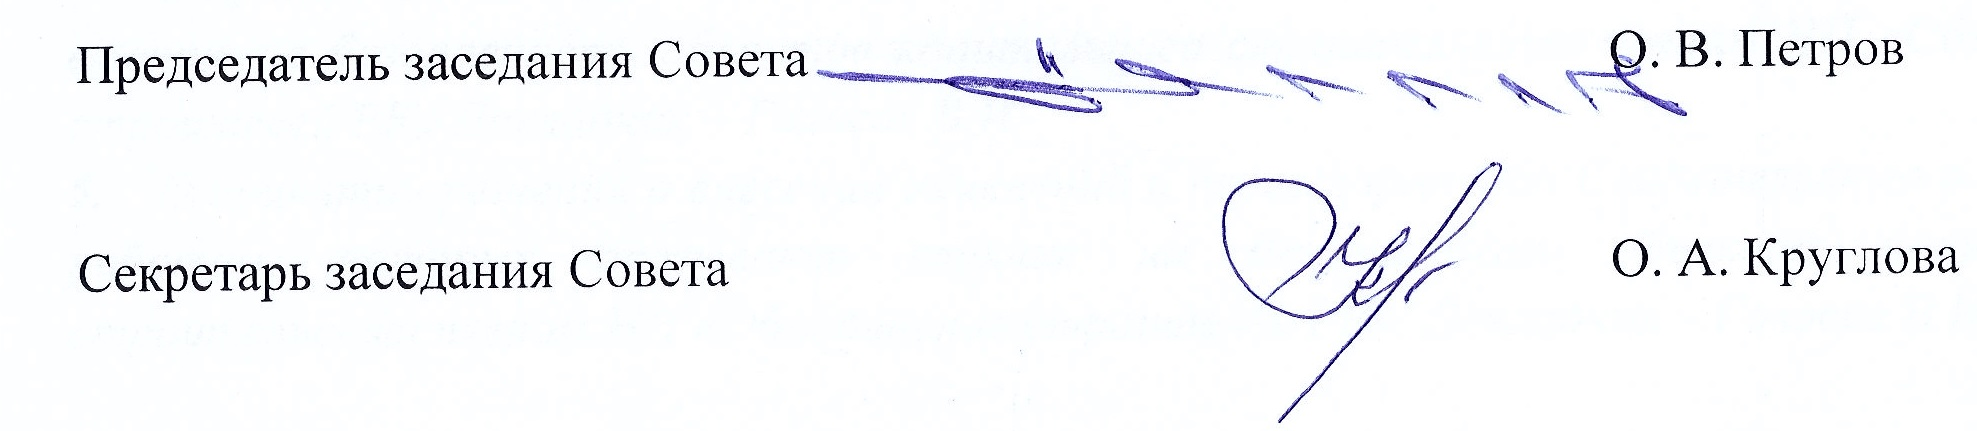 Председатель заседания Совета О. В. Петров
Секретарь заседания Совета О. А. Круглова